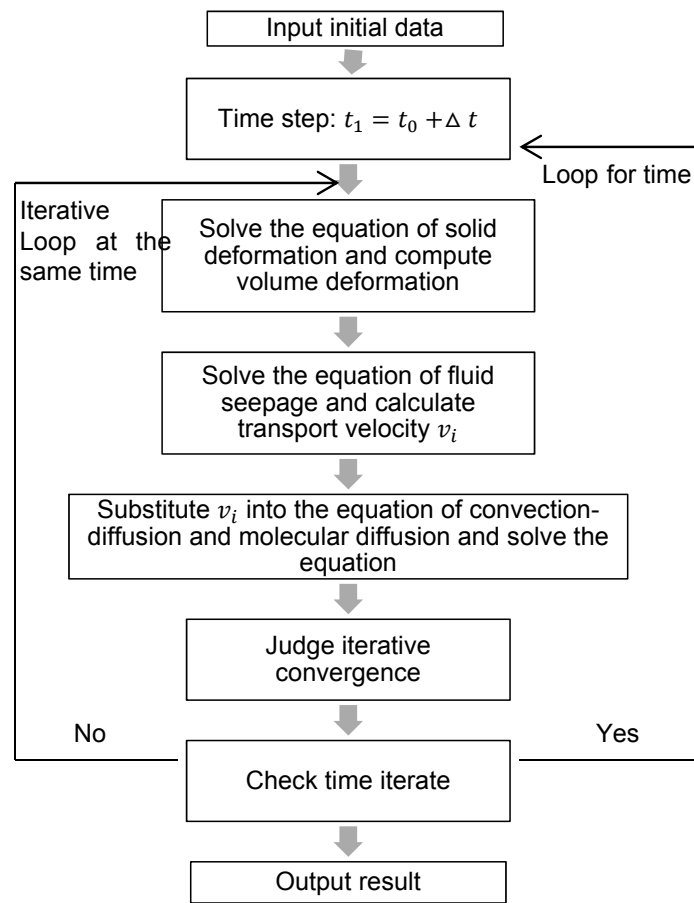 Input initial data
Time step: t₁ = t₀ + Δ t
Loop for time
Iterative
Loop at the
same time
Solve the equation of solid
deformation and compute
volume deformation
Solve the equation of fluid
seepage and calculate
transport velocity vᵢ
Substitute vᵢ into the equation of convection-
diffusion and molecular diffusion and solve the
equation
Judge iterative
convergence
No
Yes
Check time iterate
Output result